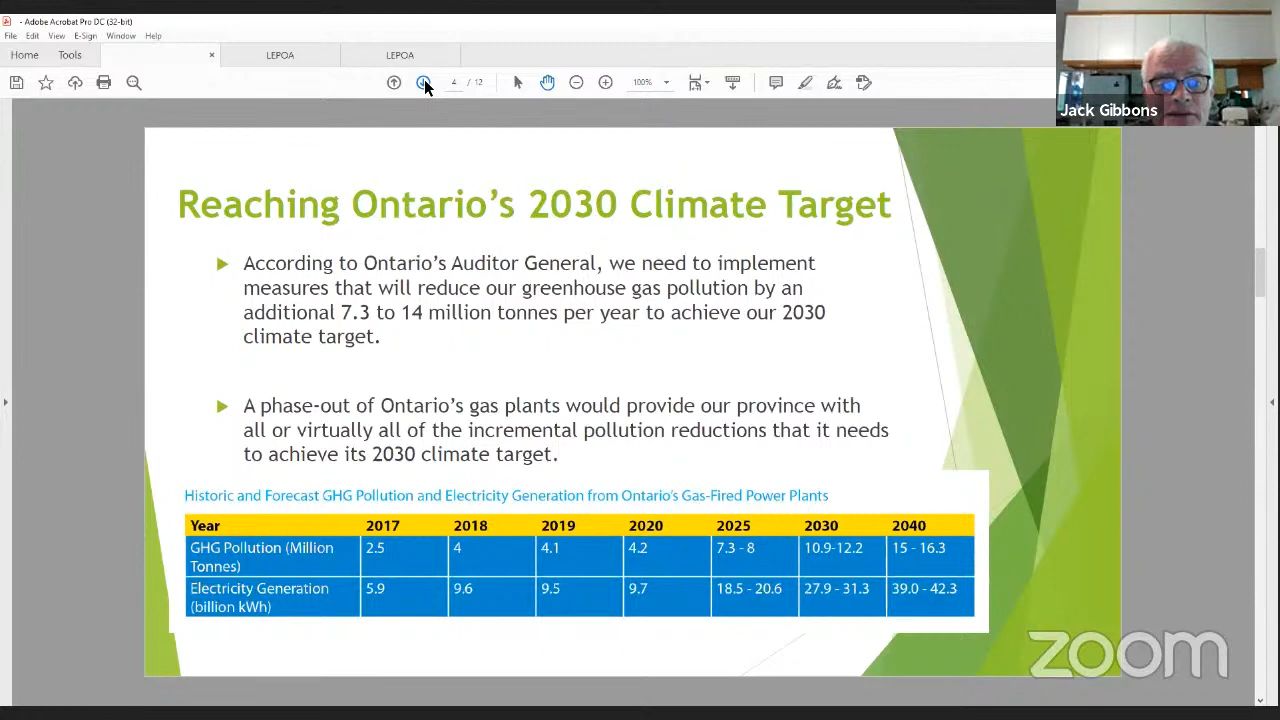 - Adobe Acrobat Pro DC (32-bit)
File Edit View E-Sign Window Help
Home Tools × LEPOA LEPOA
4 / 12 100%
Jack Gibbons
Reaching Ontario's 2030 Climate Target
According to Ontario's Auditor General, we need to implement
measures that will reduce our greenhouse gas pollution by an
additional 7.3 to 14 million tonnes per year to achieve our 2030
climate target.
A phase-out of Ontario's gas plants would provide our province with
all or virtually all of the incremental pollution reductions that it needs
to achieve its 2030 climate target.
Historic and Forecast GHG Pollution and Electricity Generation from Ontario's Gas-Fired Power Plants
Year 2017 2018 2019 2020 2025 2030 2040
GHG Pollution (Million 2.5 4 4.1 4.2 7.3 - 8 10.9-12.2 15 - 16.3
Tonnes)
Electricity Generation 5.9 9.6 9.5 9.7 18.5 - 20.6 27.9 - 31.3 39.0 - 42.3
(billion kWh)
zoom